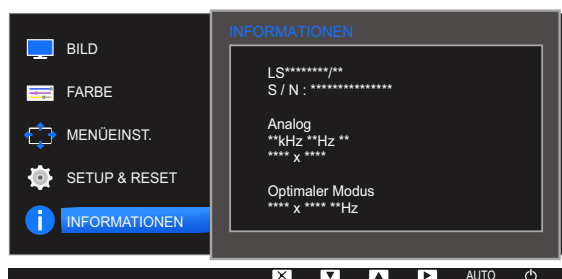 BILD
FARBE
MENÜEINST.
SETUP & RESET
INFORMATIONEN
INFORMATIONEN
LS********/**
S / N : ***************
Analog
**kHz **Hz **
**** x ****
Optimaler Modus
**** x **** **Hz
AUTO